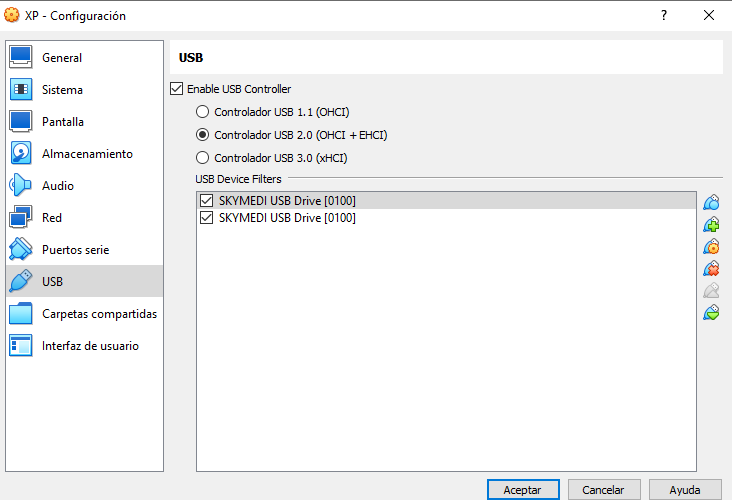 XP - Configuración
?
General
Sistema
Pantalla
Almacenamiento
Audio
Red
Puertos serie
USB
Carpetas compartidas
Interfaz de usuario
USB
Enable USB Controller
Controlador USB 1.1 (OHCI)
Controlador USB 2.0 (OHCI + EHCI)
Controlador USB 3.0 (xHCI)
USB Device Filters
SKYMEDI USB Drive [0100]
SKYMEDI USB Drive [0100]
Aceptar
Cancelar
Ayuda